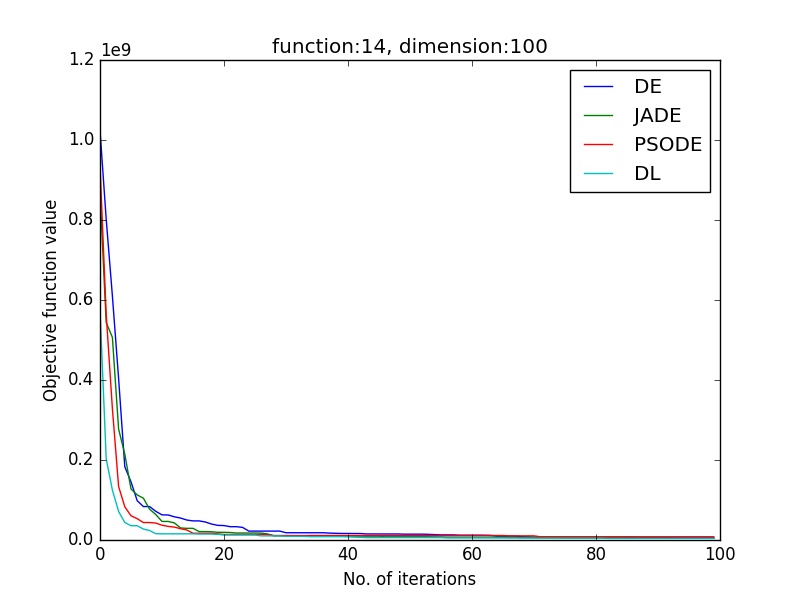 function:14, dimension:100
1e9
1.2
1.0
0.8
0.6
0.4
0.2
0.0
Objective function value
DE
JADE
PSODE
DL
0 20 40 60 80 100
No. of iterations